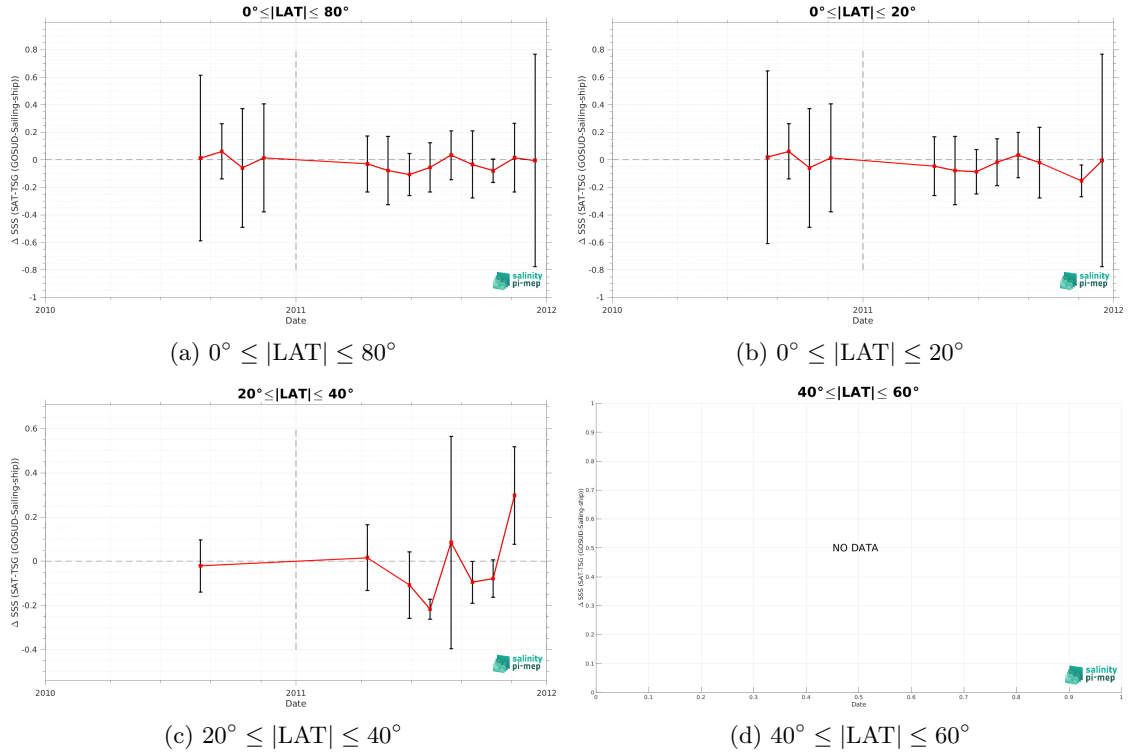 0°≤|LAT|≤ 80°
Δ SSS (SAT-TSG (GOSUD-Sailing-ship))
0.8
0.6
0.4
0.2
0
-0.2
-0.4
-0.6
-0.8
-1
2010
2011
2012
Date
salinity
pi-mep
(a) 0° ≤ |LAT| ≤ 80°
0°≤|LAT|≤ 20°
Δ SSS (SAT-TSG (GOSUD-Sailing-ship))
0.8
0.6
0.4
0.2
0
-0.2
-0.4
-0.6
-0.8
-1
2010
2011
2012
Date
salinity
pi-mep
(b) 0° ≤ |LAT| ≤ 20°
20°≤|LAT|≤ 40°
Δ SSS (SAT-TSG (GOSUD-Sailing-ship))
0.6
0.4
0.2
0
-0.2
-0.4
2010
2011
2012
Date
salinity
pi-mep
(c) 20° ≤ |LAT| ≤ 40°
40°≤|LAT|≤ 60°
Δ SSS (SAT-TSG (GOSUD-Sailing-ship))
1
0.9
0.8
0.7
0.6
0.5
0.4
0.3
0.2
0.1
0
NO DATA
0
0.1
0.2
0.3
0.4
0.5
0.6
0.7
0.8
0.9
1
Date
salinity
pi-mep
(d) 40° ≤ |LAT| ≤ 60°